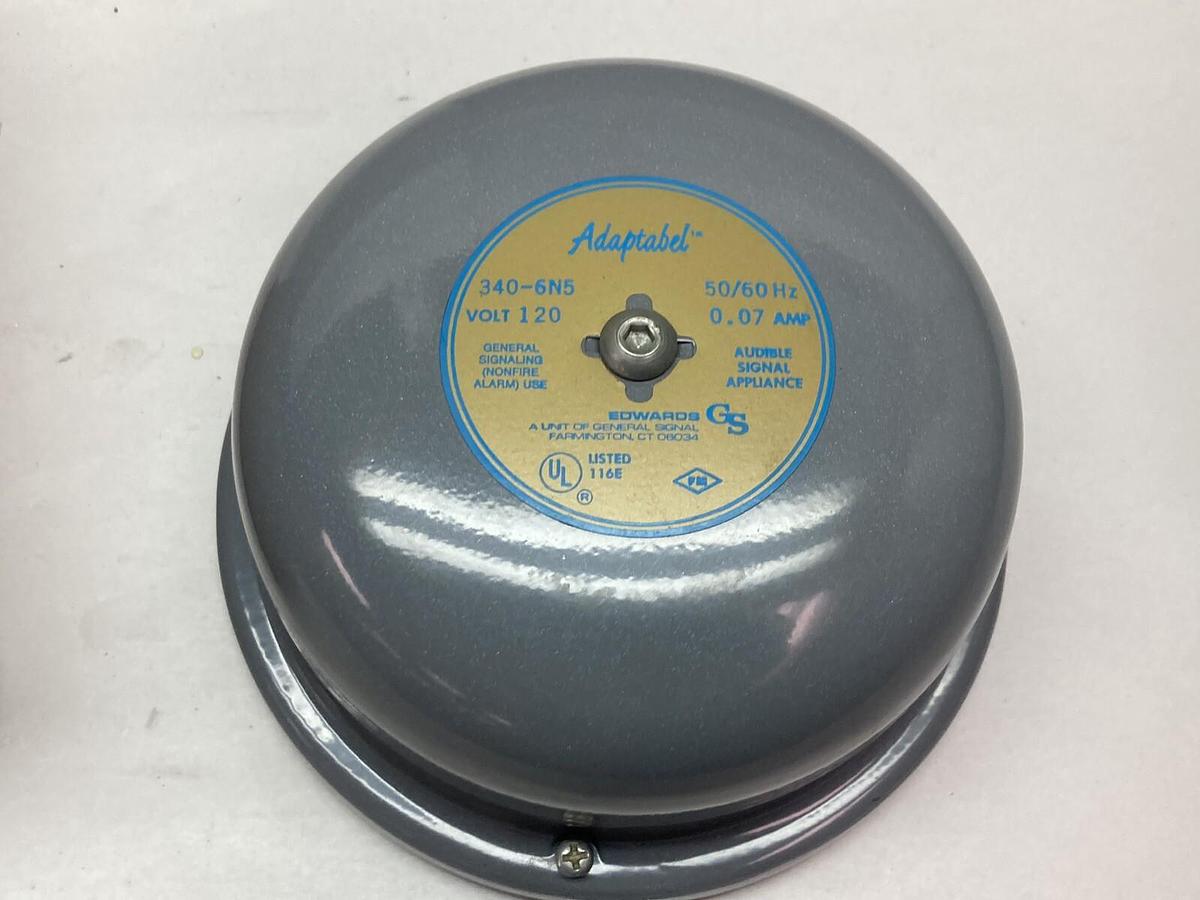 Adaptabel™
340-6N5
VOLT 120
50/60 Hz
0.07 AMP
GENERAL
SIGNALING
(NONFIRE
ALARM) USE
AUDIBLE
SIGNAL
APPLIANCE
EDWARDS GS
A UNIT OF GENERAL SIGNAL
FARMINGTON, CT 06034
UL ®
LISTED
116E
FM